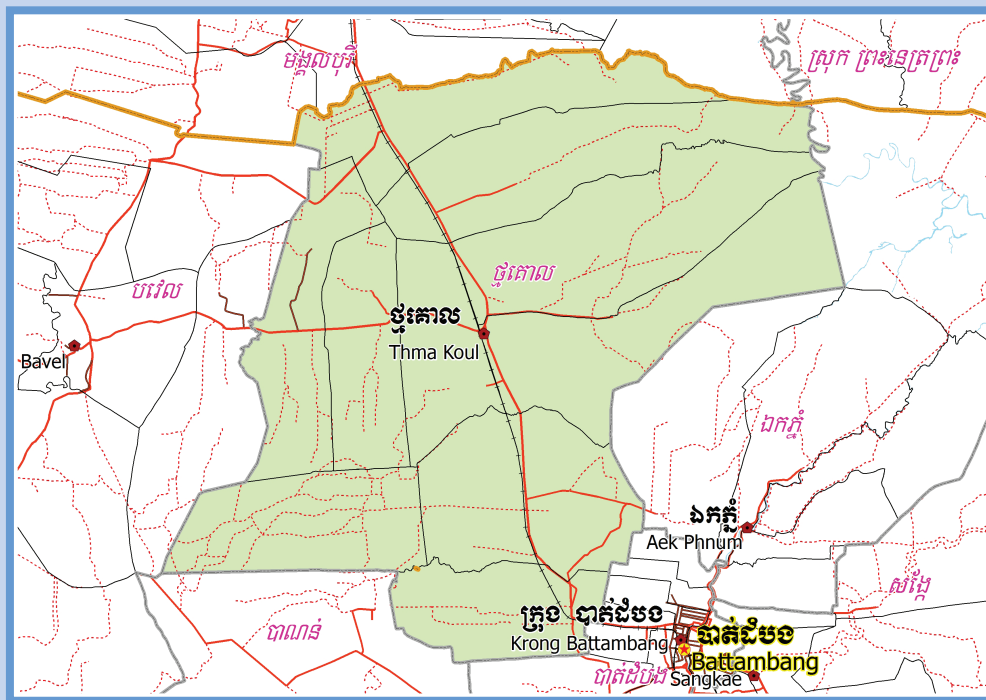 មង្គលបុរី
ស្រុក ព្រះនេត្រព្រះ
ថ្មគោល
បវេល
ថ្មគោល
Thma Koul
Bavel
ឯកភ្នំ
ឯកភ្នំ
Aek Phnum
សង្កែ
បាណន់
ក្រុង បាត់ដំបង
Krong Battambang
បាត់ដំបង
Battambang
បាត់ដំបង
Sangkae